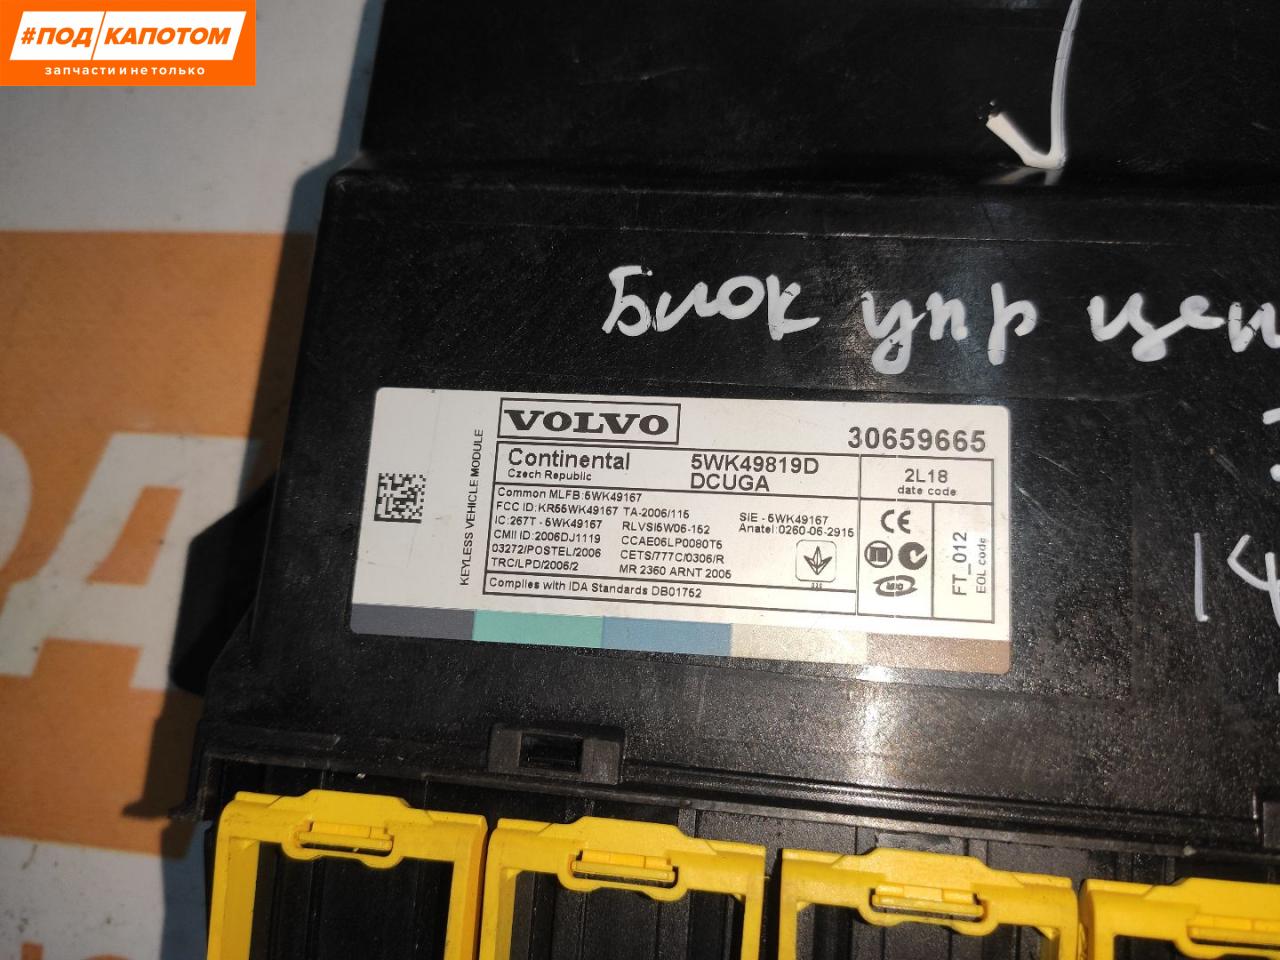 #ПОД КАПОТОМ
запчасти и не только
Блок упр цен
14
VOLVO
30659665
KEYLESS VEHICLE MODULE
Continental
Czech Republic
5WK49819D
DCUGA
2L18
date code
Common MLFB:5WK49167
FCC ID:KR55WK49167 TA-2006/115
IC:267T - 5WK49167 RLVSI5W06-152
SIE - 5WK49167
CMII ID:2006DJ1119 CCAE06LP0080T5
Anatel:0260-06-2915
03272/POSTEL/2006 CETS/777C/0306/R
TRC/LPD/2006/2 MR 2360 ARNT 2005
Complies with IDA Standards DB01752
CE
FT_012
EOL code